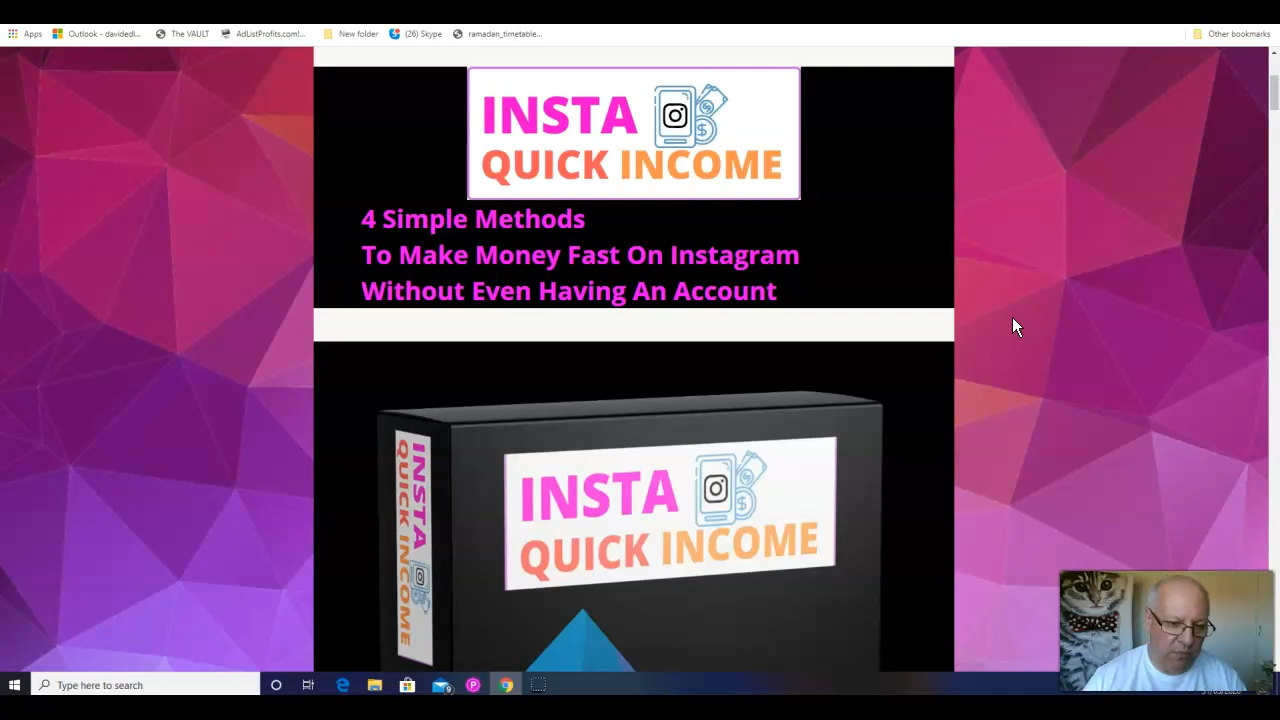 Apps
Outlook - davidedl...
The VAULT
AdListProfits.com!...
New folder
(26) Skype
ramadan_timetable...
Other bookmarks
INSTA
QUICK INCOME
4 Simple Methods
To Make Money Fast On Instagram
Without Even Having An Account
INSTA
QUICK INCOME
INSTA
QUICK INCOME
Type here to search
9